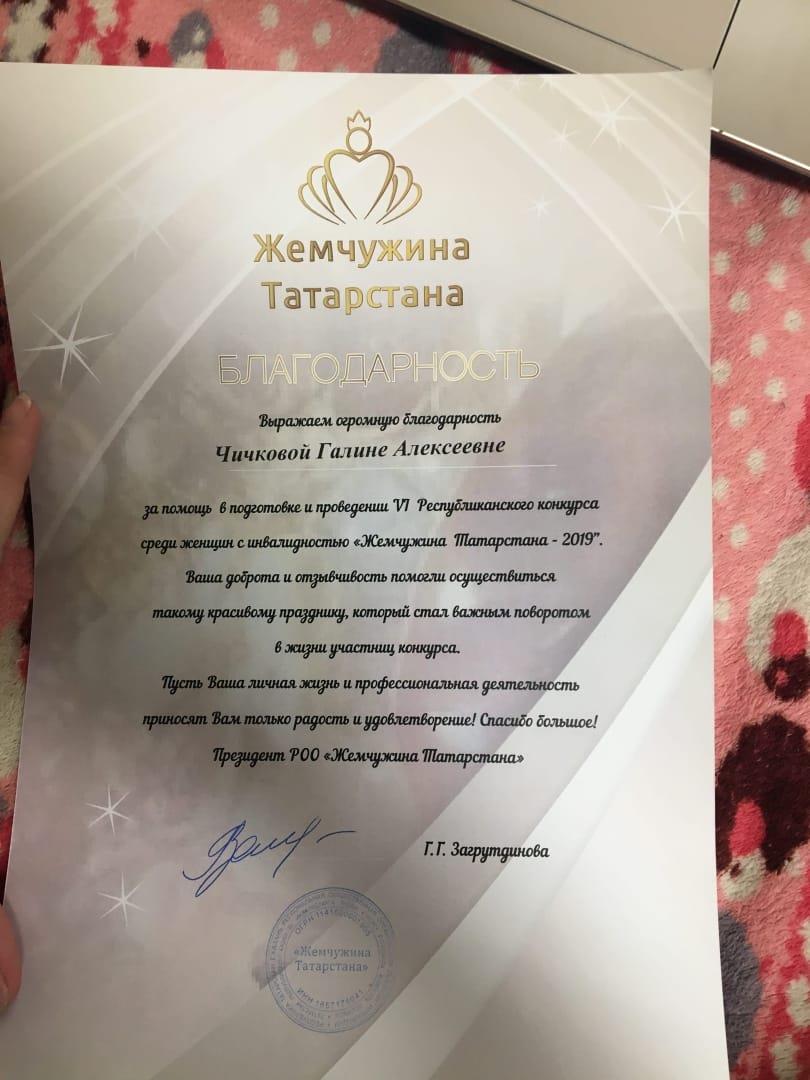 Жемчужина
Татарстана
БЛАГОДАРНОСТЬ
Выражаем огромную благодарность
Чичковой Галине Алексеевне
за помощь в подготовке и проведении VI Республиканского конкурса
среди женщин с инвалидностью «Жемчужина Татарстана - 2019".
Ваша доброта и отзывчивость помогли осуществиться
такому красивому празднику, который стал важным поворотом
в жизни участниц конкурса.
Пусть Ваша личная жизнь и профессиональная деятельность
приносят Вам только радость и удовлетворение! Спасибо большое!
Президент РОО «Жемчужина Татарстана»
Г.Г. Загрутдинова
«Жемчужина
Татарстана»